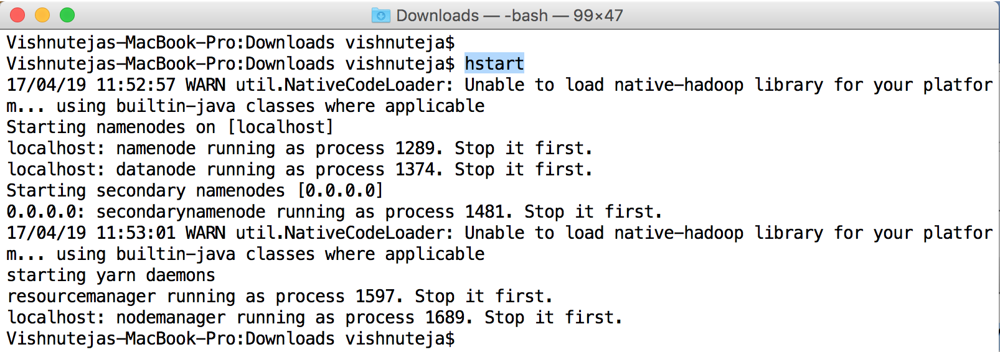 Downloads — -bash — 99×47
Vishnutejas-MacBook-Pro:Downloads vishnuteja$
Vishnutejas-MacBook-Pro:Downloads vishnuteja$ hstart
17/04/19 11:52:57 WARN util.NativeCodeLoader: Unable to load native-hadoop library for your platfor
m... using builtin-java classes where applicable
Starting namenodes on [localhost]
localhost: namenode running as process 1289. Stop it first.
localhost: datanode running as process 1374. Stop it first.
Starting secondary namenodes [0.0.0.0]
0.0.0.0: secondarynamenode running as process 1481. Stop it first.
17/04/19 11:53:01 WARN util.NativeCodeLoader: Unable to load native-hadoop library for your platfor
m... using builtin-java classes where applicable
starting yarn daemons
resourcemanager running as process 1597. Stop it first.
localhost: nodemanager running as process 1689. Stop it first.
Vishnutejas-MacBook-Pro:Downloads vishnuteja$